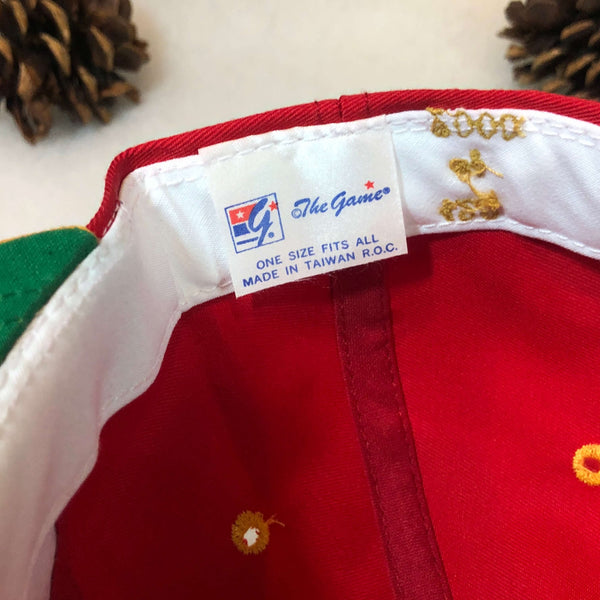 G.
©The Game®
ONE SIZE FITS ALL
MADE IN TAIWAN R.O.C.